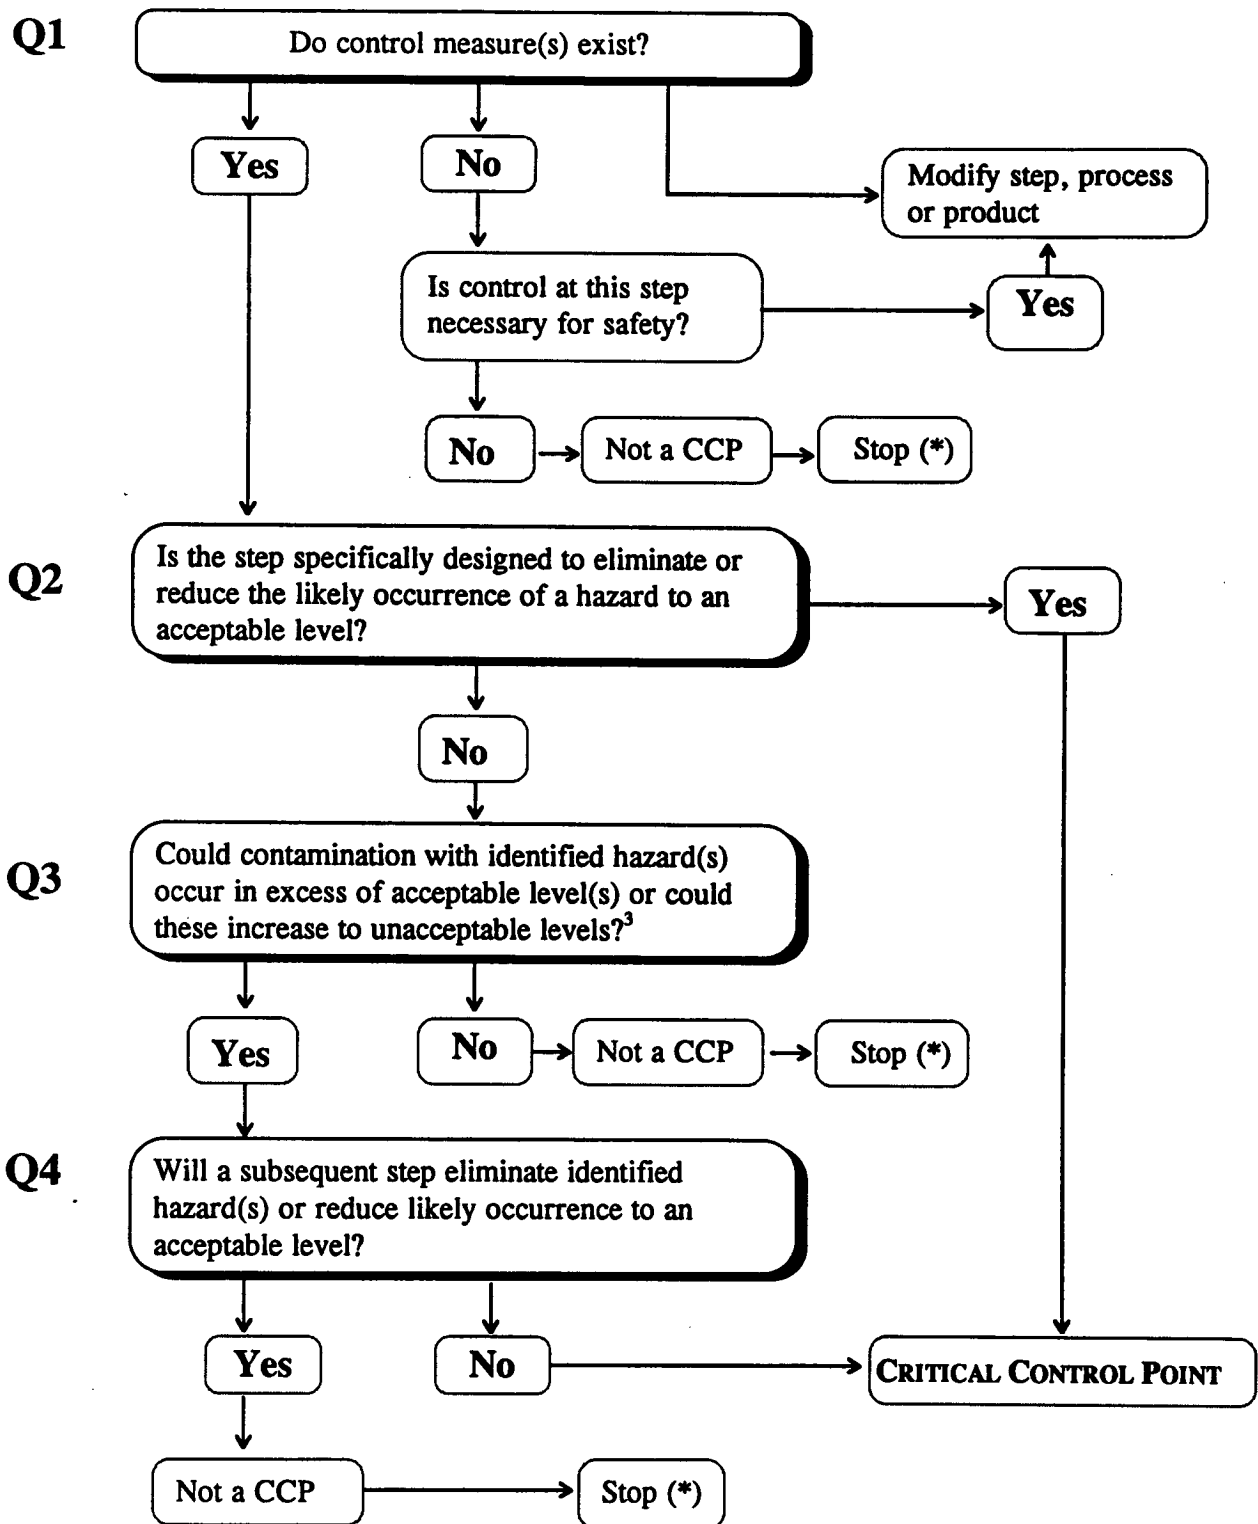 Q1
Do control measure(s) exist?
Yes
No
Modify step, process
or product
Is control at this step
necessary for safety?
Yes
No
Not a CCP
Stop (*)
Q2
Is the step specifically designed to eliminate or
reduce the likely occurrence of a hazard to an
acceptable level?
Yes
No
Q3
Could contamination with identified hazard(s)
occur in excess of acceptable level(s) or could
these increase to unacceptable levels?³
Yes
No
Not a CCP
Stop (*)
Q4
Will a subsequent step eliminate identified
hazard(s) or reduce likely occurrence to an
acceptable level?
Yes
No
CRITICAL CONTROL POINT
Not a CCP
Stop (*)